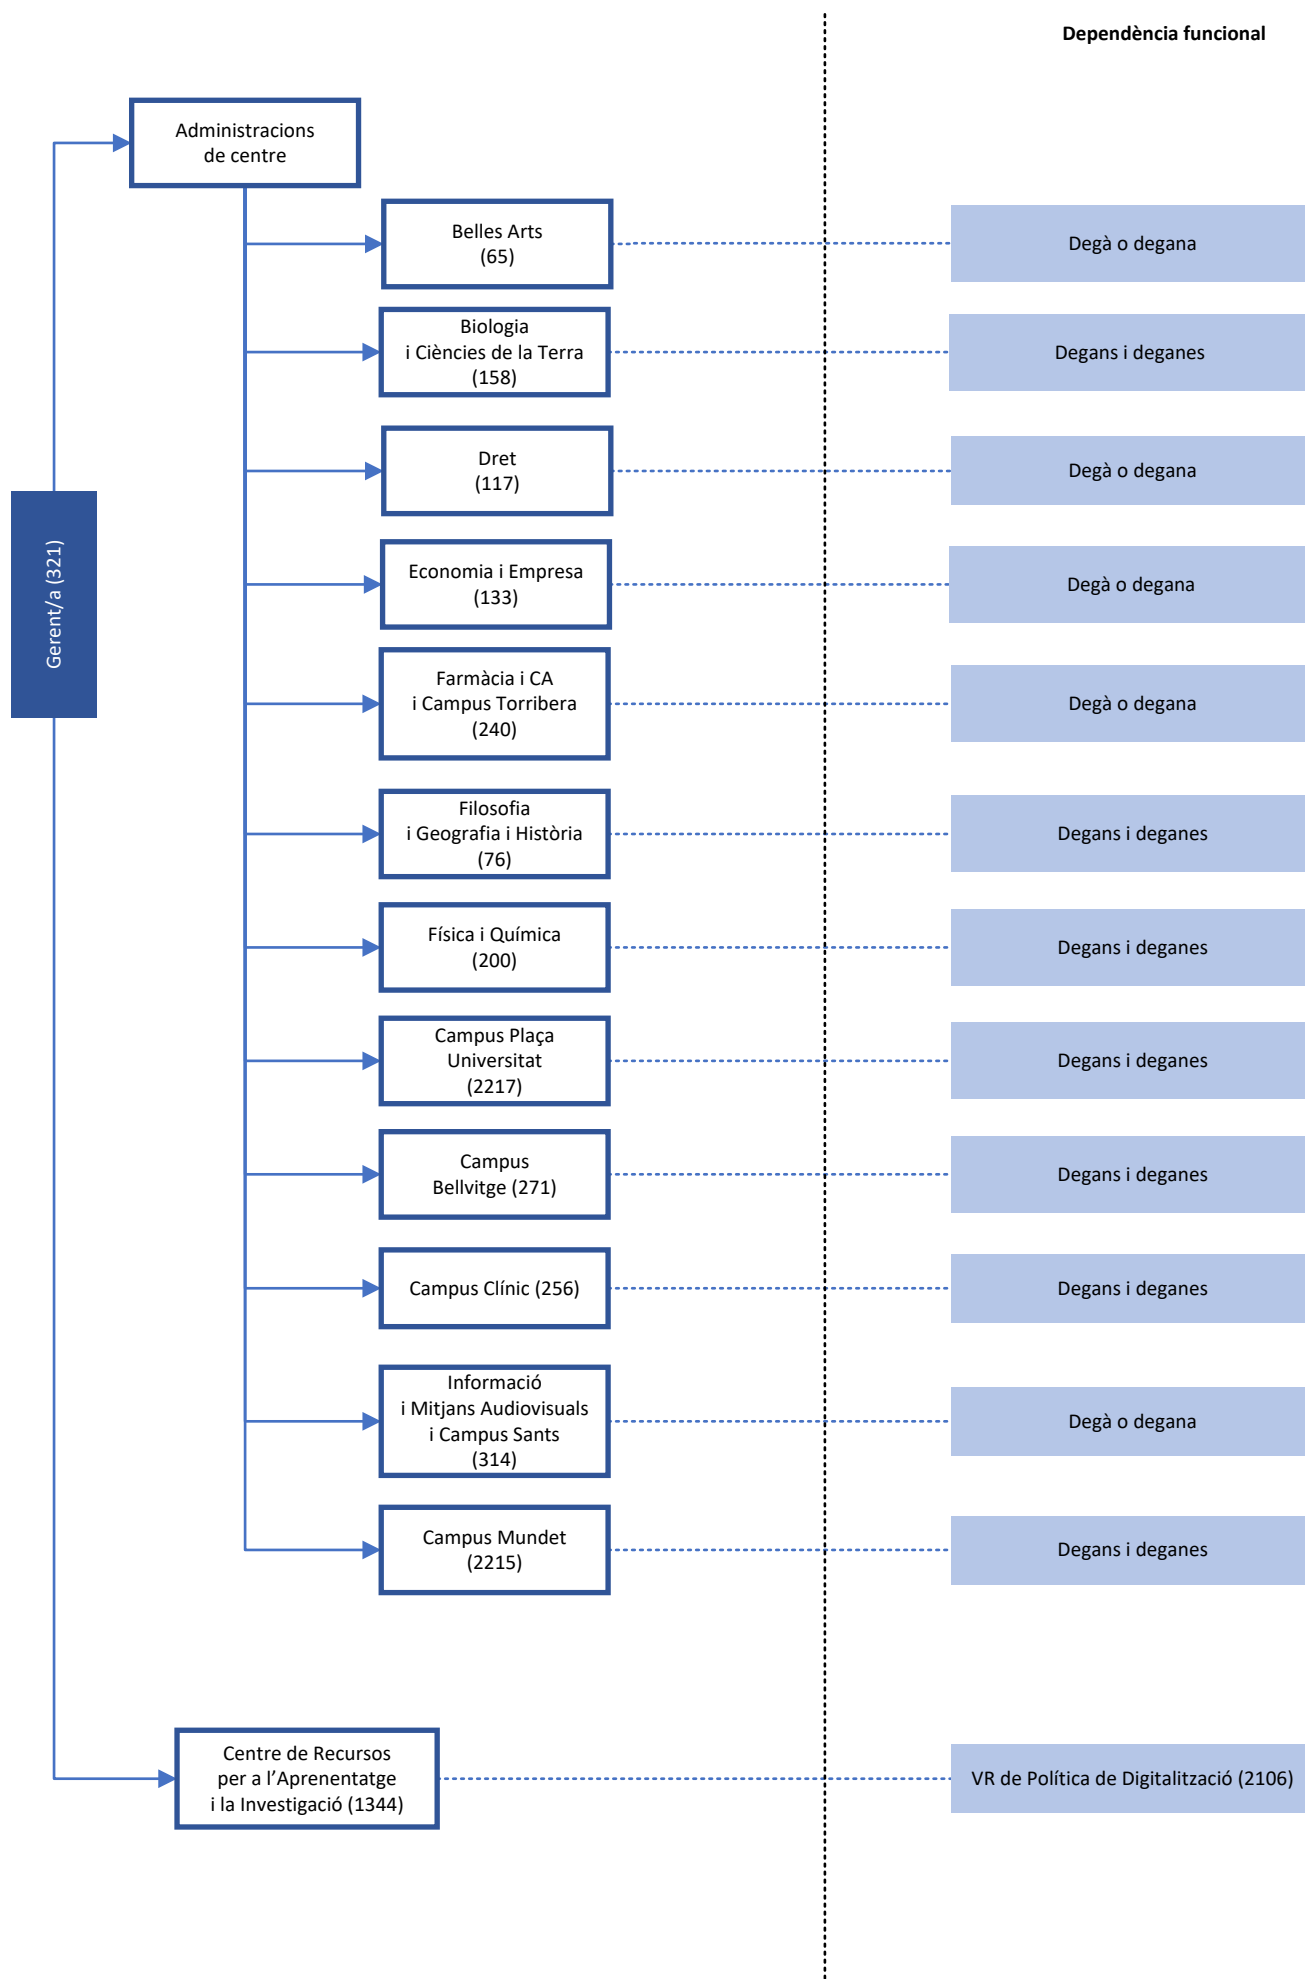 Dependència funcional
Administracions
de centre
Belles Arts
(65)
Degà o degana
Biologia
i Ciències de la Terra
(158)
Degans i deganes
Dret
(117)
Degà o degana
Gerent/a (321)
Economia i Empresa
(133)
Degà o degana
Farmàcia i CA
i Campus Torribera
(240)
Degà o degana
Filosofia
i Geografia i Història
(76)
Degans i deganes
Física i Química
(200)
Degans i deganes
Campus Plaça
Universitat
(2217)
Degans i deganes
Campus
Bellvitge (271)
Degans i deganes
Campus Clínic (256)
Degans i deganes
Informació
i Mitjans Audiovisuals
i Campus Sants
(314)
Degà o degana
Campus Mundet
(2215)
Degans i deganes
Centre de Recursos
per a l’Aprenentatge
i la Investigació (1344)
VR de Política de Digitalització (2106)